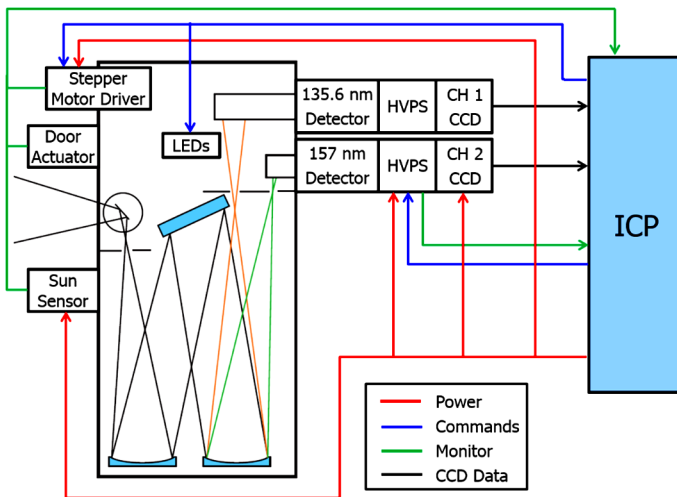 Stepper
Motor Driver
Door
Actuator
Sun
Sensor
LEDs
135.6 nm
Detector
HVPS
CH 1
CCD
157 nm
Detector
HVPS
CH 2
CCD
ICP
Power
Commands
Monitor
CCD Data